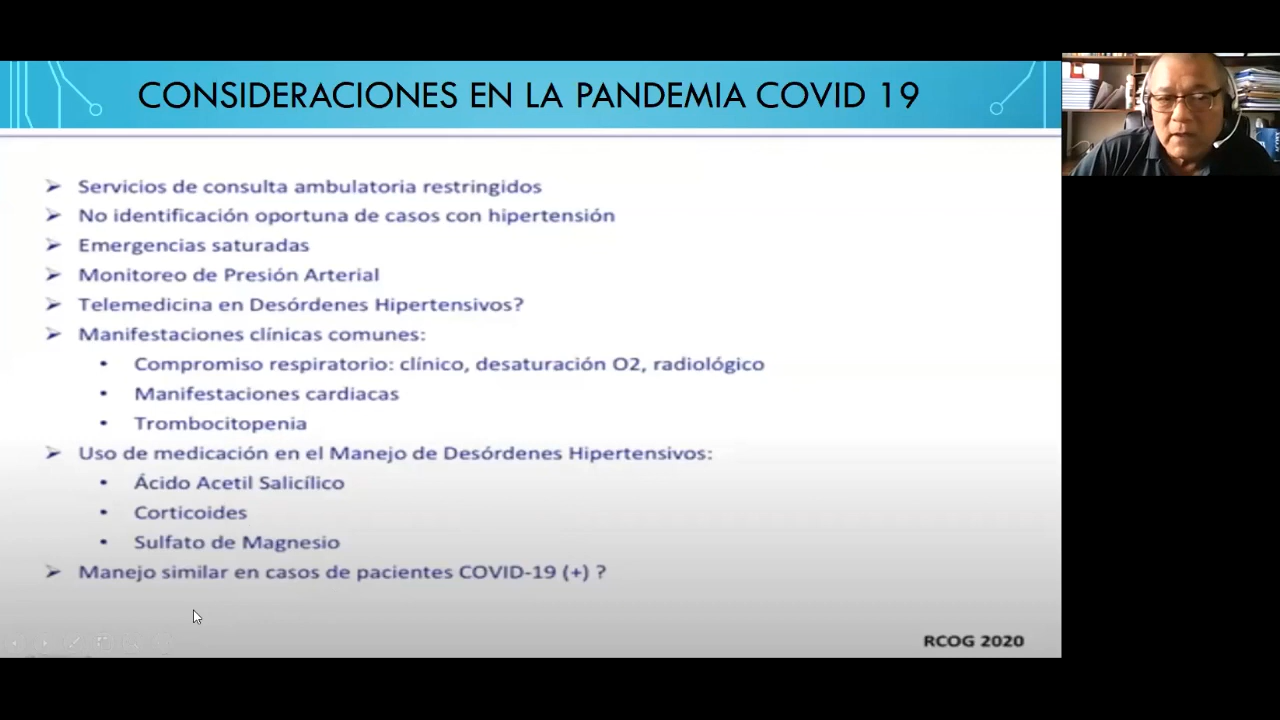 CONSIDERACIONES EN LA PANDEMIA COVID 19
Servicios de consulta ambulatoria restringidos
No identificación oportuna de casos con hipertensión
Emergencias saturadas
Monitoreo de Presión Arterial
Telemedicina en Desórdenes Hipertensivos?
Manifestaciones clínicas comunes:
Compromiso respiratorio: clínico, desaturación O2, radiológico
Manifestaciones cardiacas
Trombocitopenia
Uso de medicación en el Manejo de Desórdenes Hipertensivos:
Ácido Acetil Salicílico
Corticoides
Sulfato de Magnesio
Manejo similar en casos de pacientes COVID-19 (+) ?
RCOG 2020